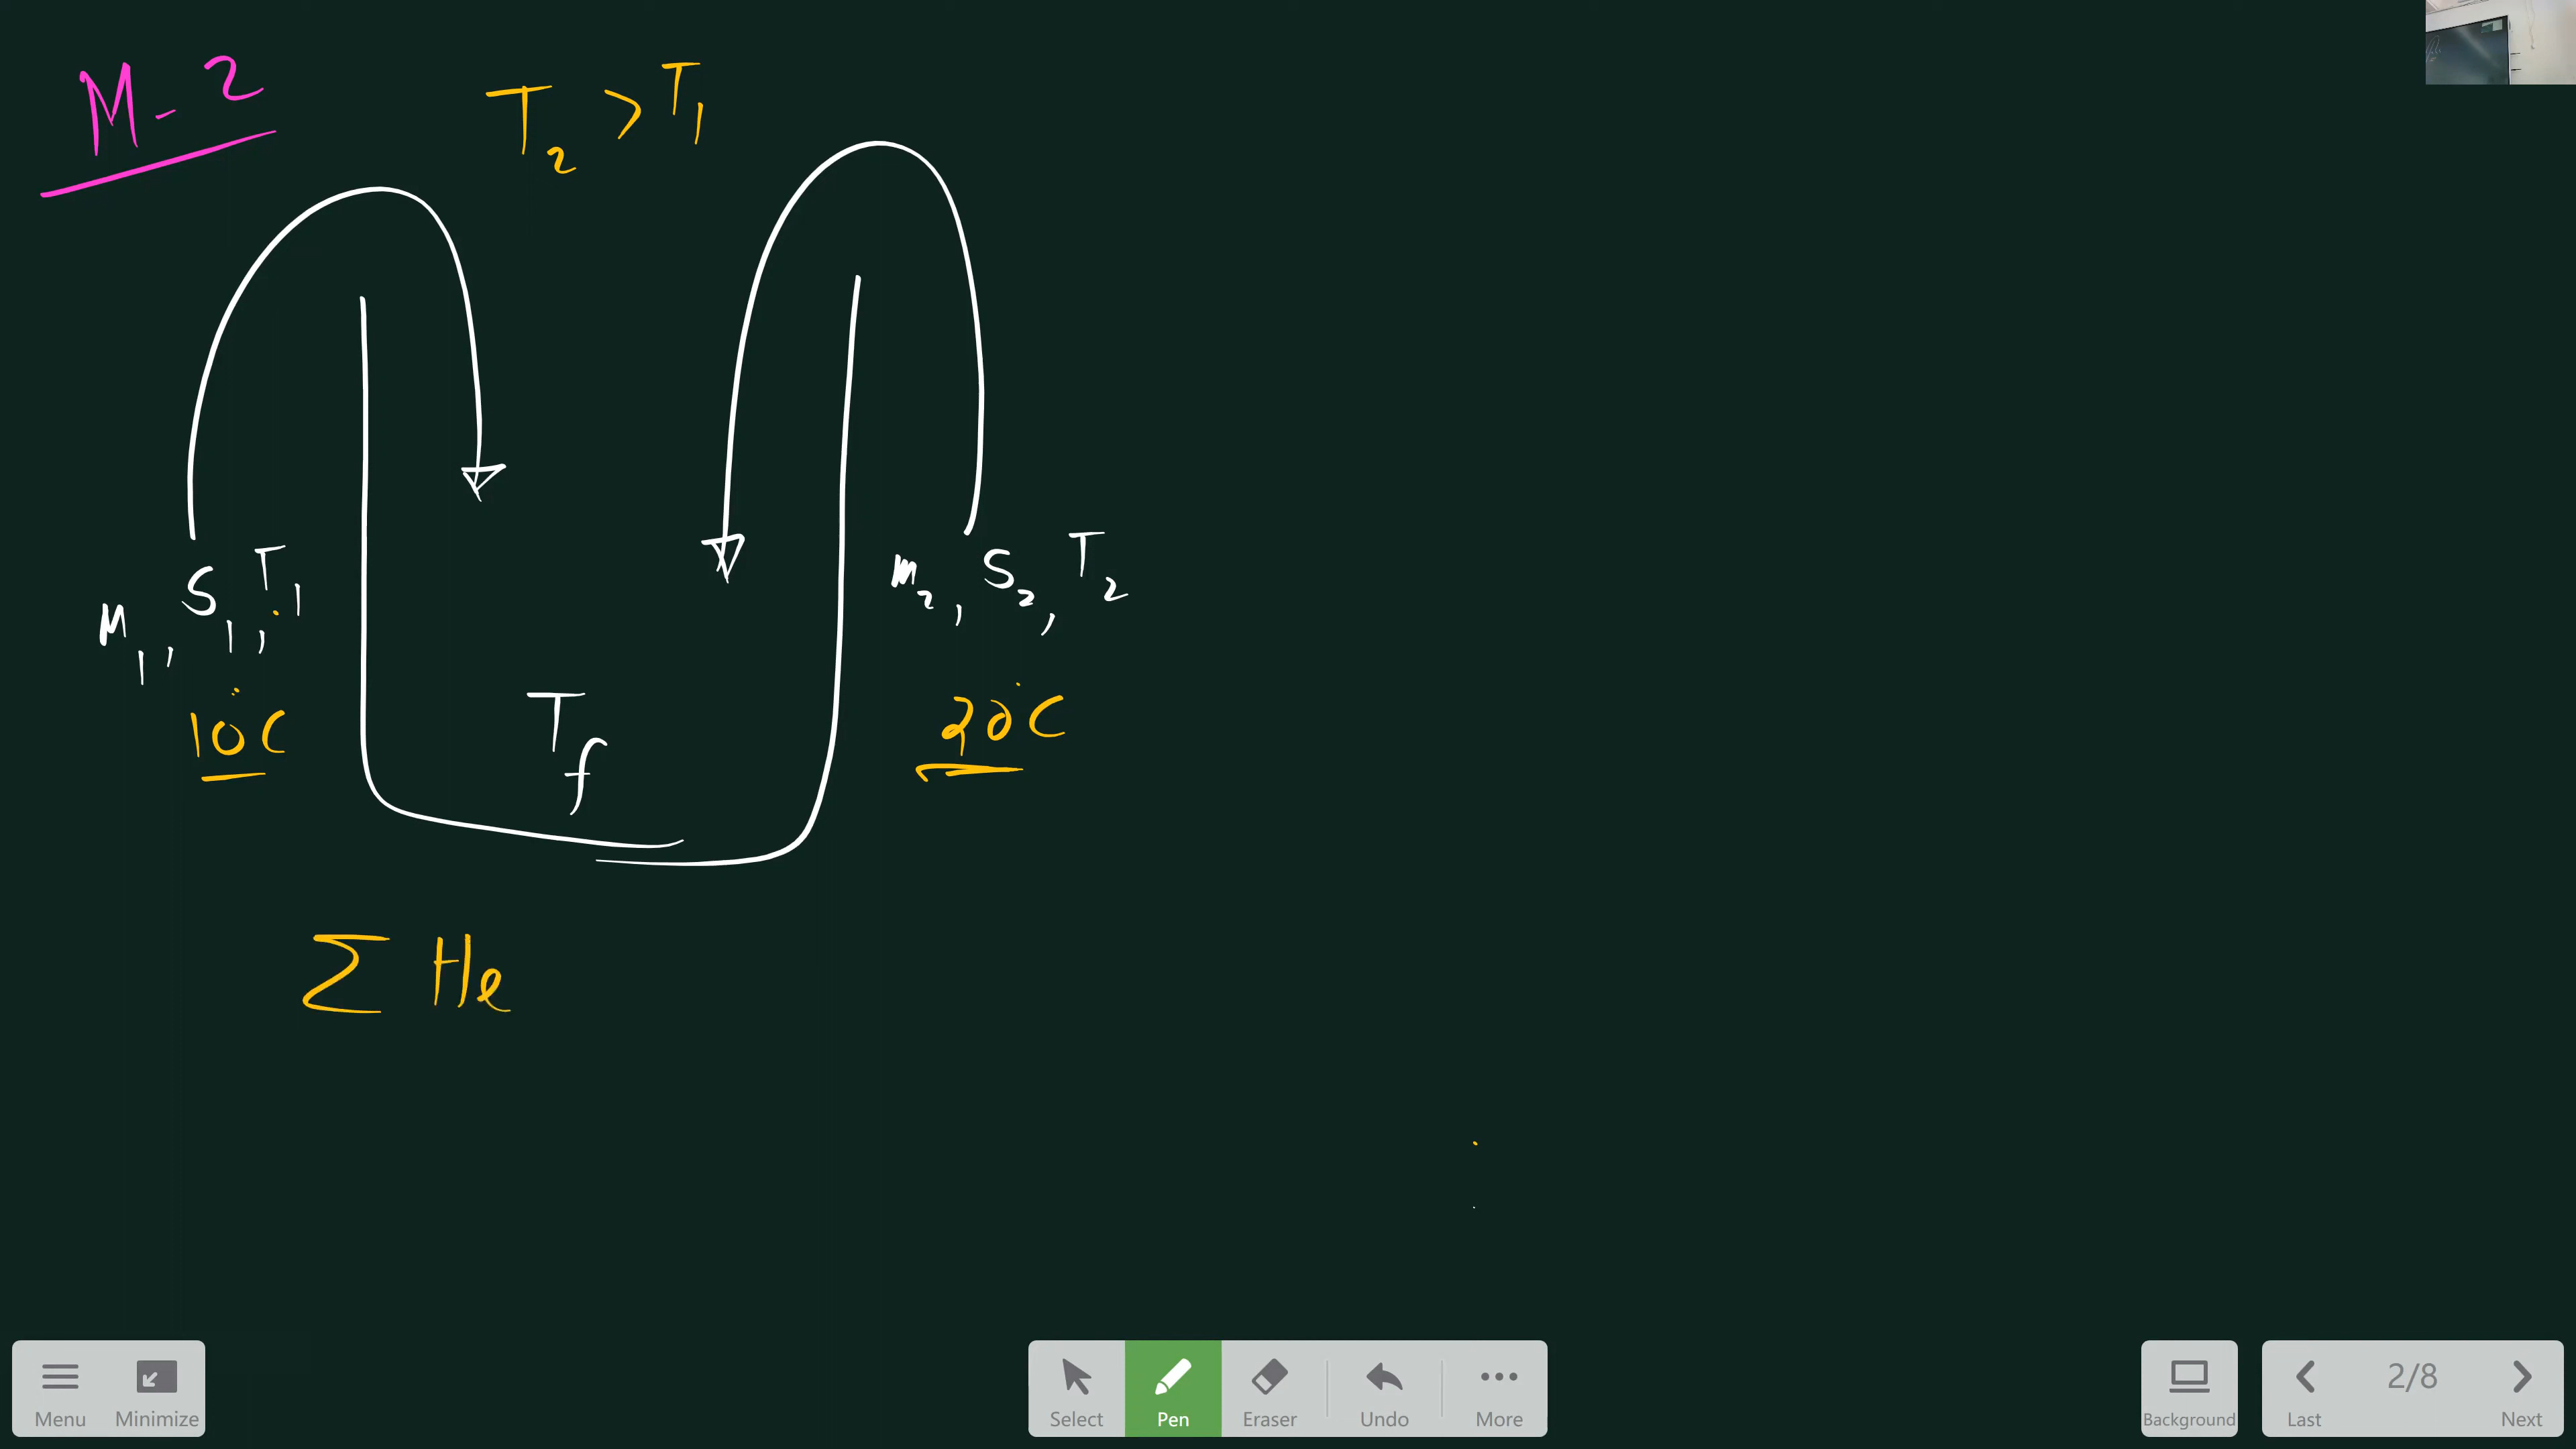 M-2
T₂ > T₁
M₁, S₁, T₁
m₂, S₂, T₂
10°C
20°C
T_f
Σ He
Menu
Minimize
Select
Pen
Eraser
Undo
More
Background
Last
2/8
Next